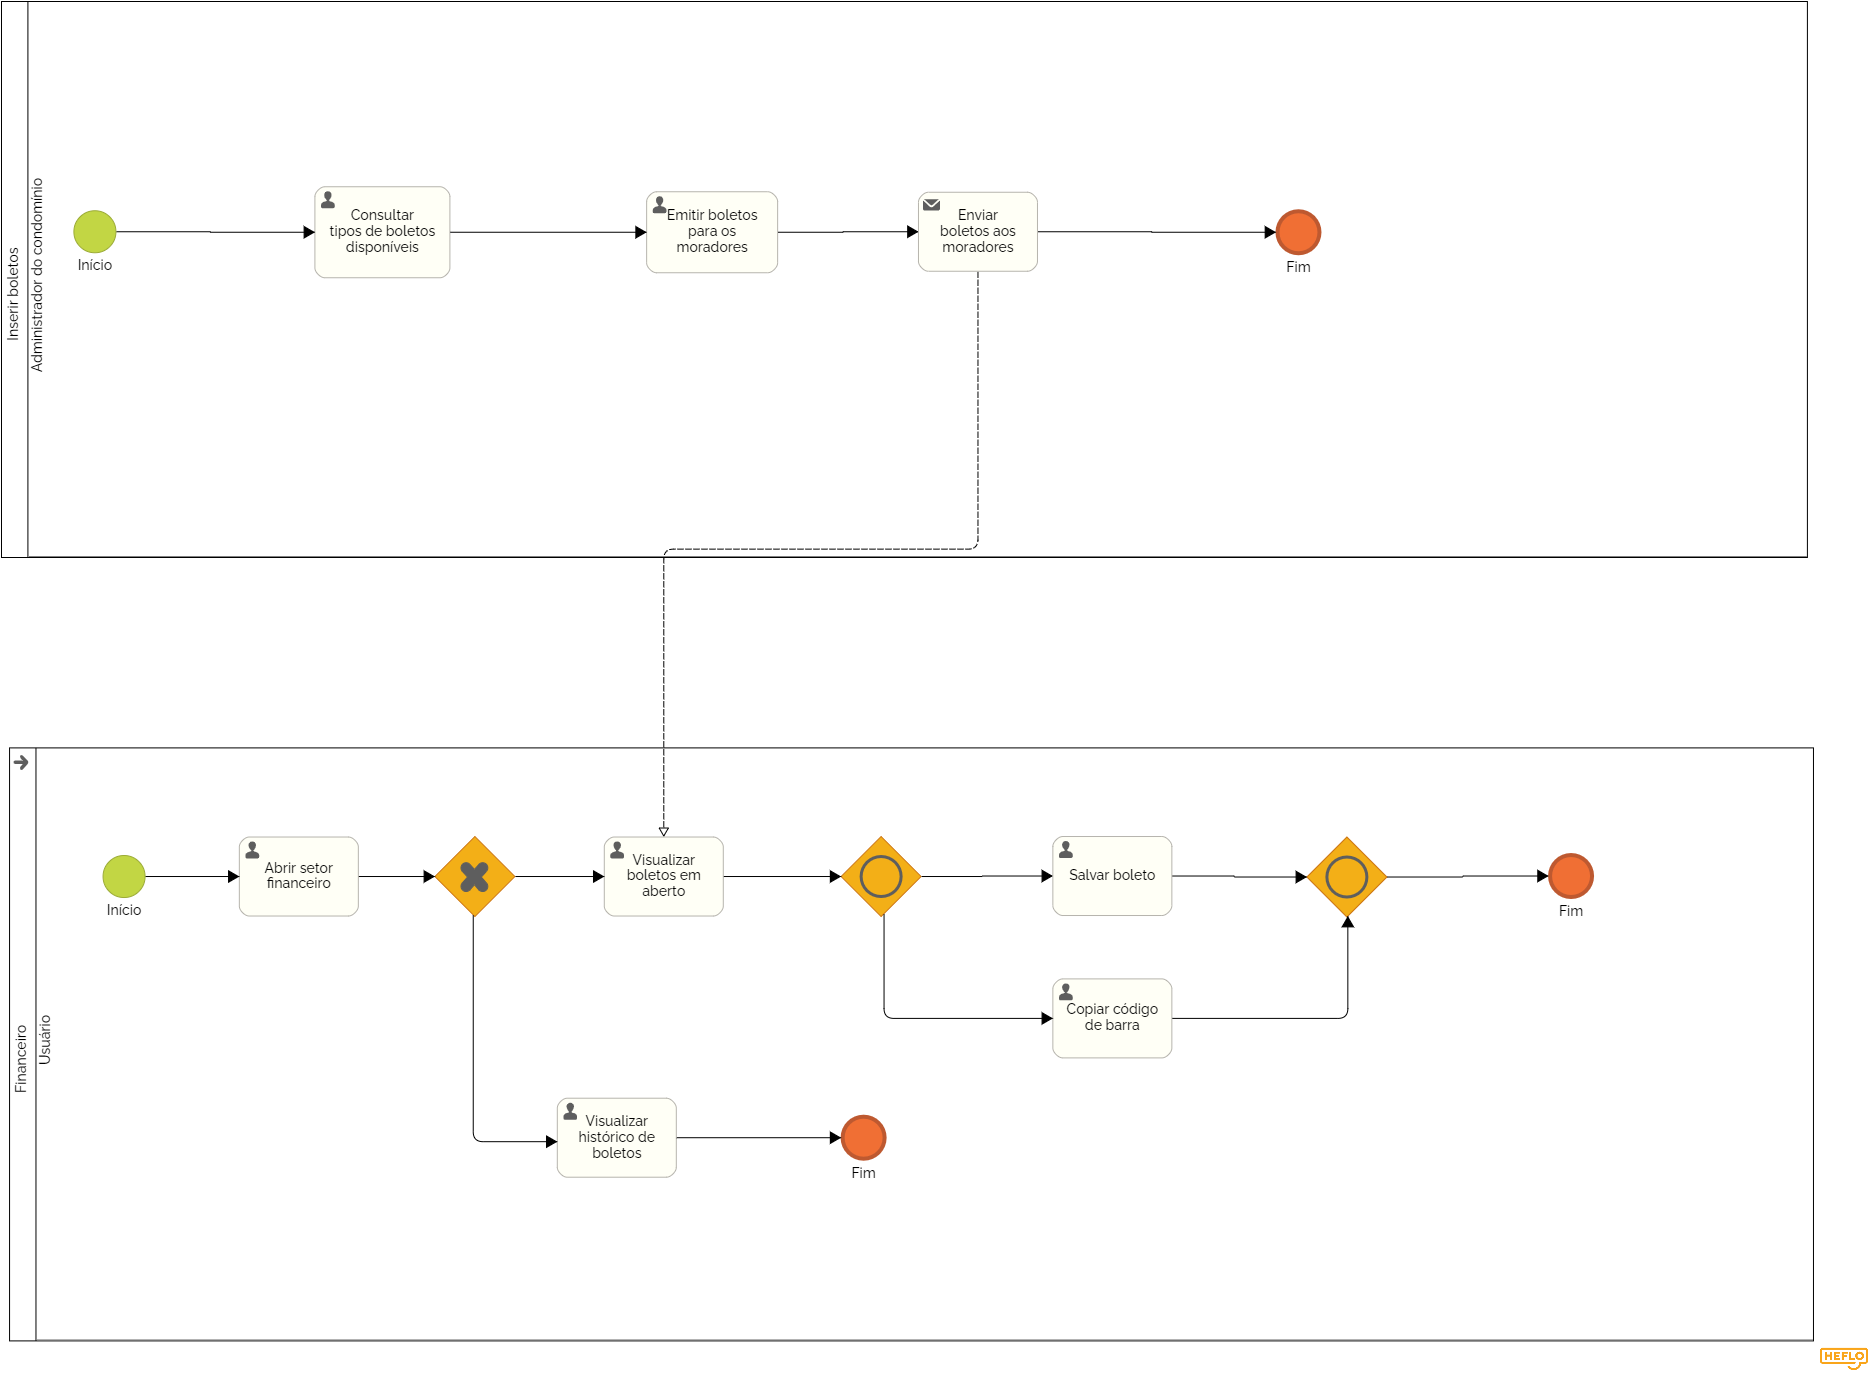 Inserir boletos
Administrador do condomínio
Início
Consultar
tipos de boletos
disponíveis
Emitir boletos
para os
moradores
Enviar
boletos aos
moradores
Fim
Financeiro
Usuário
Início
Abrir setor
financeiro
Visualizar
boletos em
aberto
Salvar boleto
Fim
Copiar código
de barra
Visualizar
histórico de
boletos
Fim
HEFLO